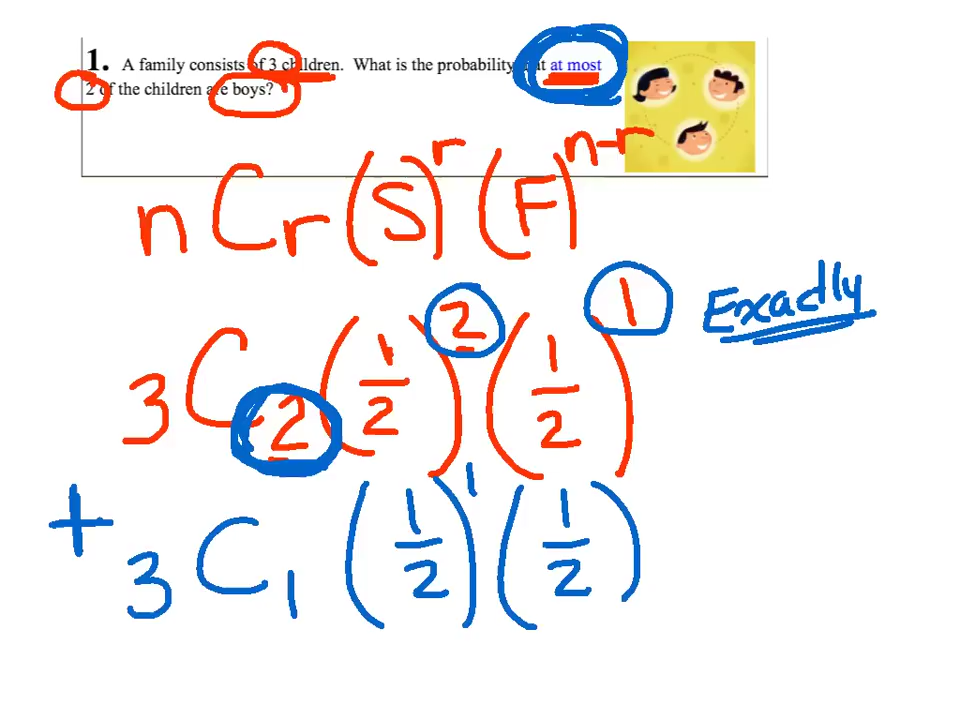 1. A family consists of 3 children. What is the probability that at most
2 of the children are boys?
nCr(S)^r (F)^n-r
3C2 (1/2)^2 (1/2)^1 Exactly
+ 3C1 (1/2)^1 (1/2)